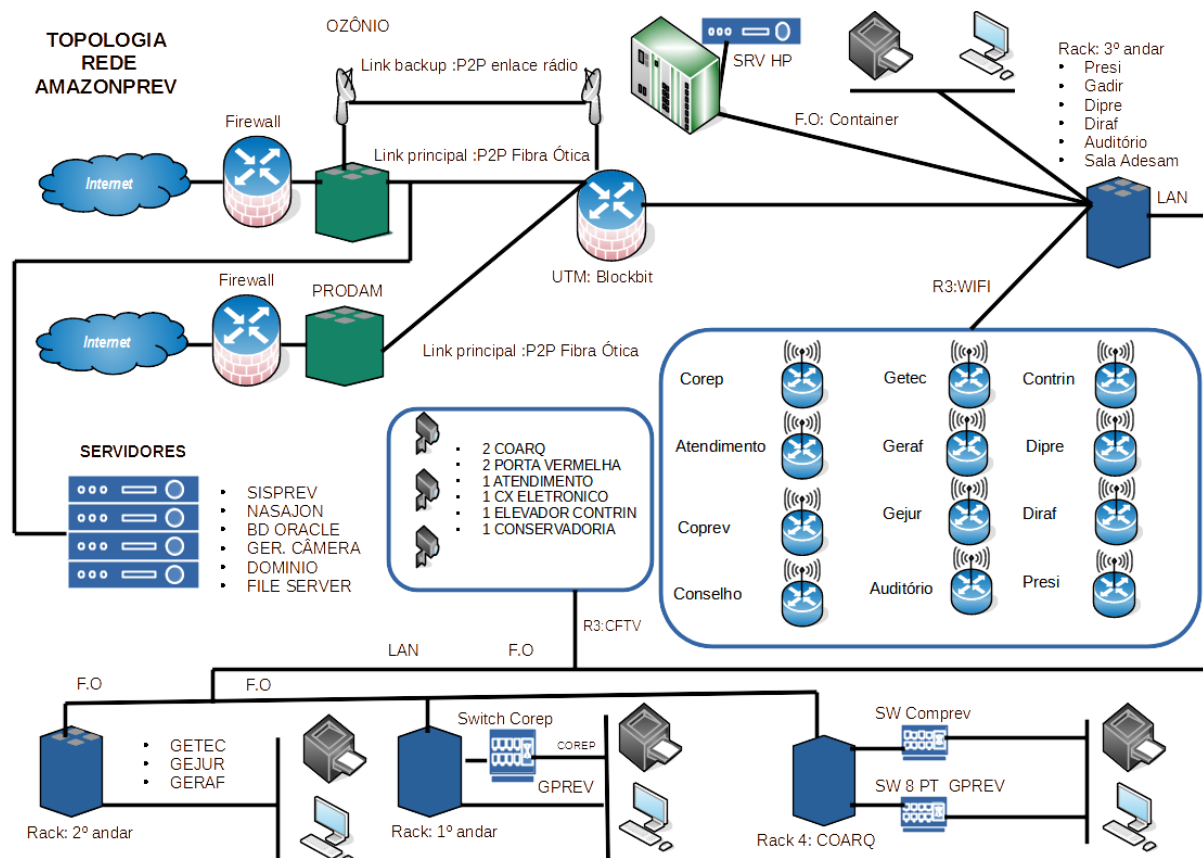 TOPOLOGIA
REDE
AMAZONPREV
OZÔNIO
Link backup :P2P enlace rádio
Firewall
Internet
Link principal :P2P Fibra Ótica
SRV HP
F.O: Container
Rack: 3º andar
• Presi
• Gadir
• Dipre
• Diraf
• Auditório
• Sala Adesam
LAN
UTM: Blockbit
R3:WIFI
Firewall
PRODAM
Internet
Link principal :P2P Fibra Ótica
Corep
Getec
Contrin
Atendimento
Geraf
Dipre
Coprev
Gejur
Diraf
Conselho
Auditório
Presi
SERVIDORES
• SISPREV
• NASAJON
• BD ORACLE
• GER. CÂMERA
• DOMINIO
• FILE SERVER
• 2 COARQ
• 2 PORTA VERMELHA
• 1 ATENDIMENTO
• 1 CX ELETRONICO
• 1 ELEVADOR CONTRIN
• 1 CONSERVADORIA
R3:CFTV
LAN
F.O
F.O
F.O
• GETEC
• GEJUR
• GERAF
Rack: 2º andar
Switch Corep
COREP
GPREV
Rack: 1º andar
SW Comprev
SW 8 PT GPREV
Rack 4: COARQ